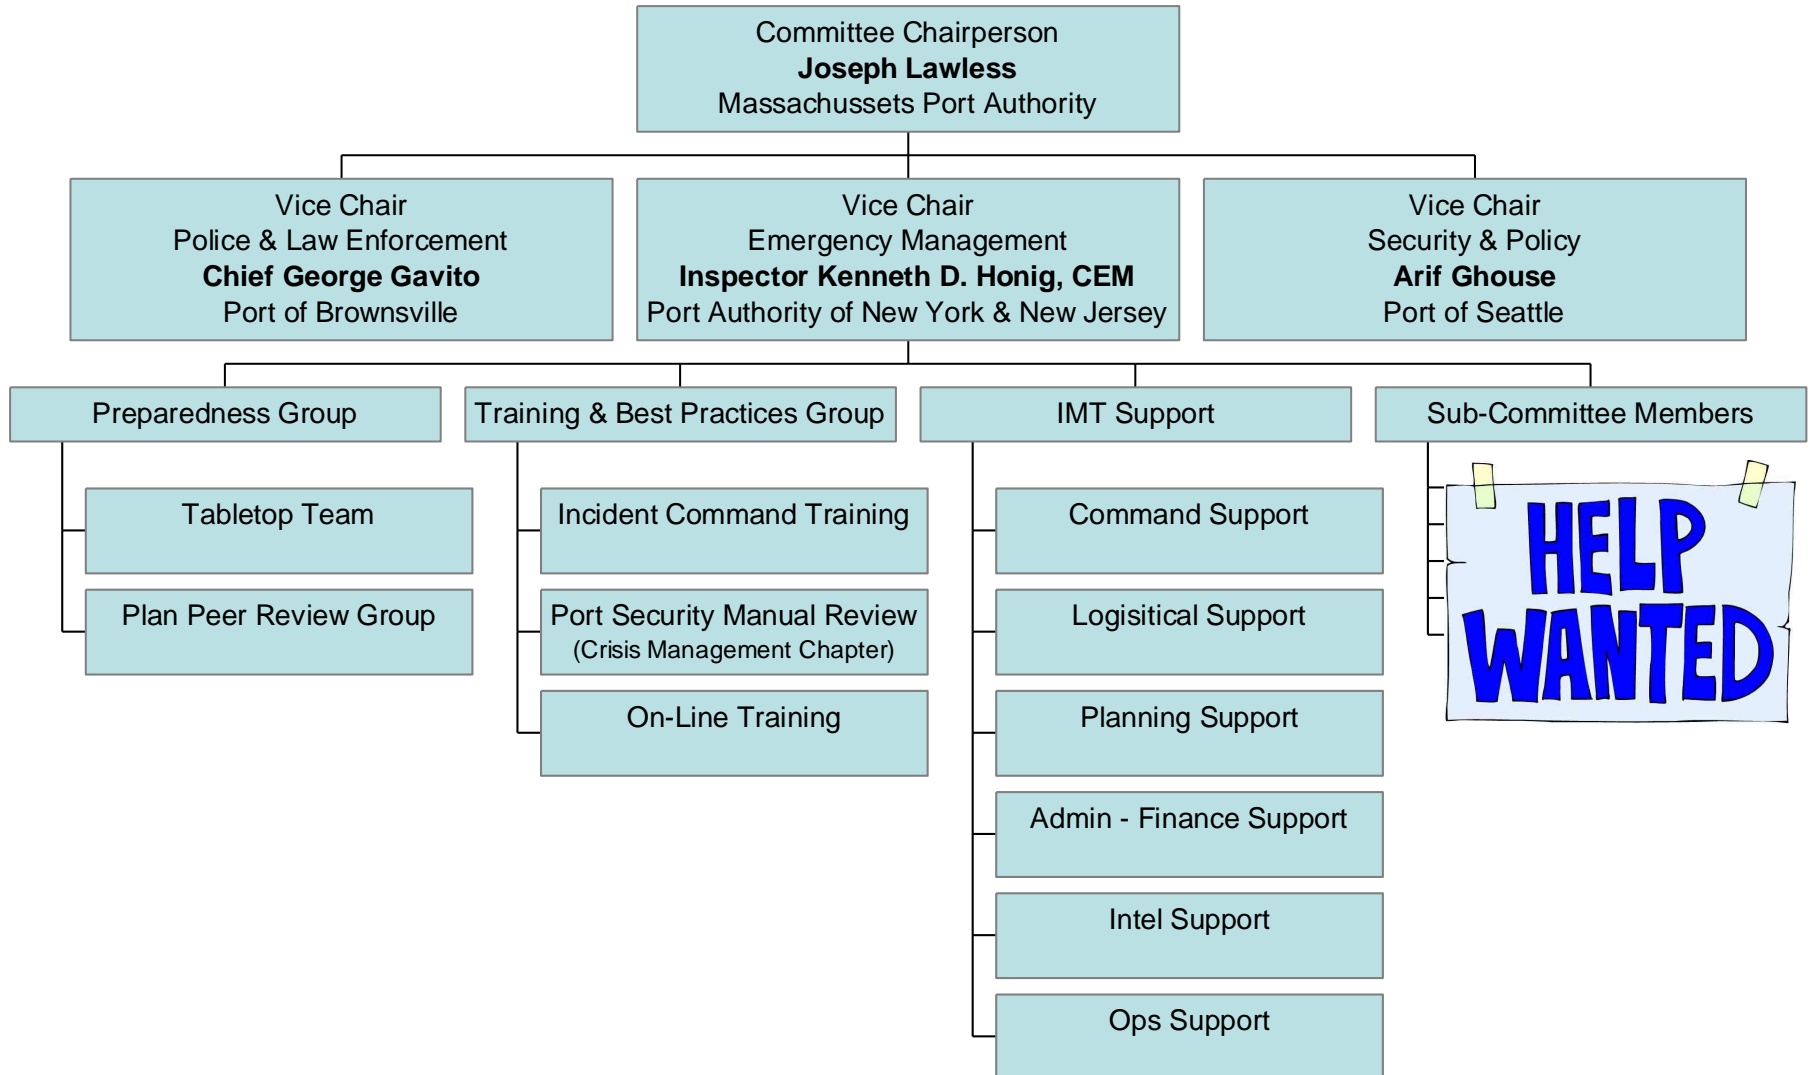 Committee Chairperson
Joseph Lawless
Massachussets Port Authority
Vice Chair
Police & Law Enforcement
Chief George Gavito
Port of Brownsville
Vice Chair
Emergency Management
Inspector Kenneth D. Honig, CEM
Port Authority of New York & New Jersey
Vice Chair
Security & Policy
Arif Ghouse
Port of Seattle
Preparedness Group
Tabletop Team
Plan Peer Review Group
Training & Best Practices Group
Incident Command Training
Port Security Manual Review
(Crisis Management Chapter)
On-Line Training
IMT Support
Command Support
Logisitical Support
Planning Support
Admin - Finance Support
Intel Support
Ops Support
Sub-Committee Members
HELP
WANTED